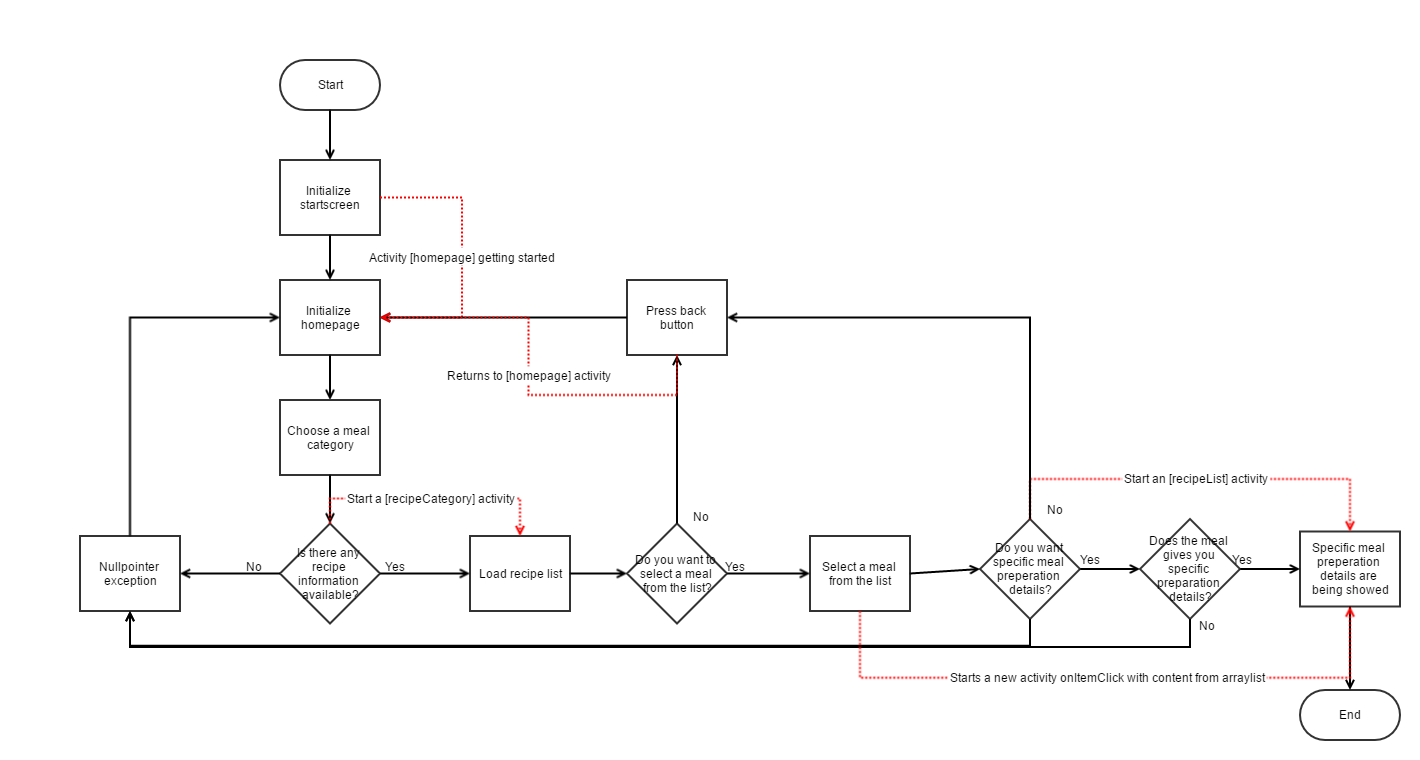 Start
Initialize
startscreen
Activity [homepage] getting started
Initialize
homepage
Press back
button
Returns to [homepage] activity
Choose a meal
category
Start a [recipeCategory] activity
Start an [recipeList] activity
No
No
Nullpointer
exception
No
Is there any
recipe
information
available?
Yes
Load recipe list
Do you want to
select a meal
from the list?
Yes
Select a meal
from the list
Do you want
specific meal
preperation
details?
Yes
Does the meal
gives you
specific
preparation
details?
Yes
Specific meal
preperation
details are
being showed
No
Starts a new activity onItemClick with content from arraylist
End